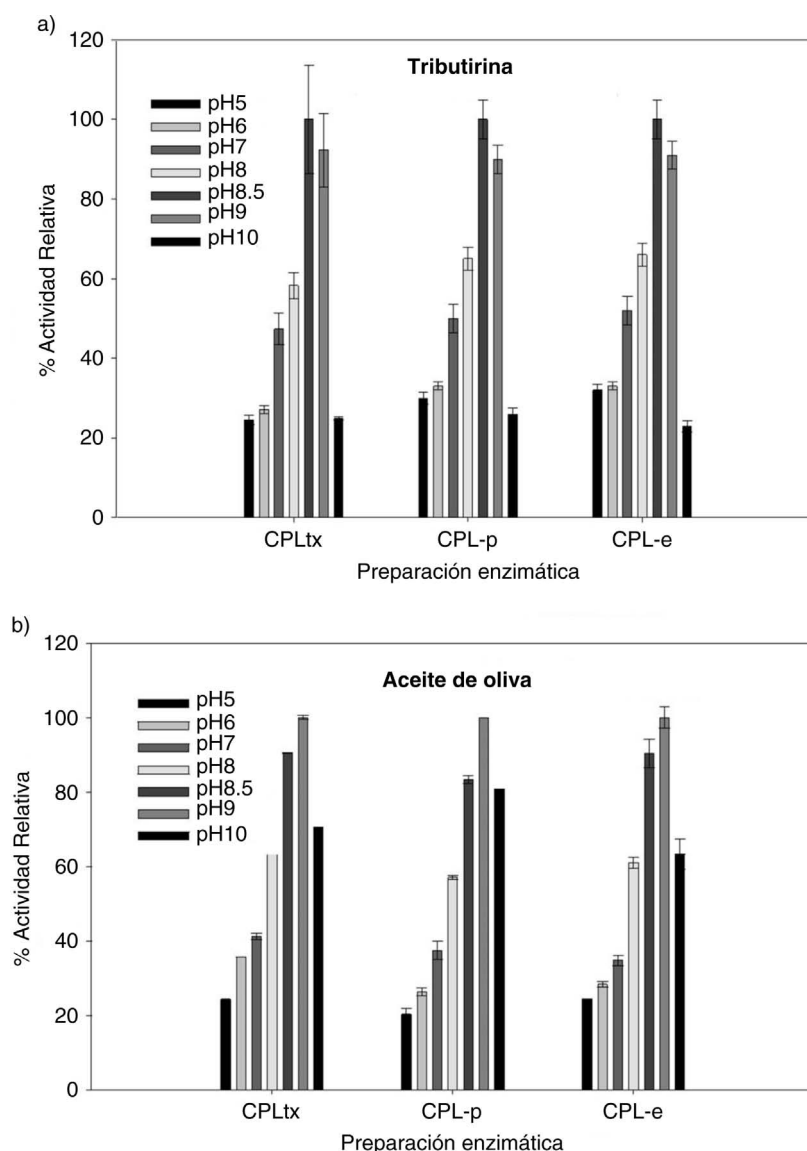 a)
120
100
80
60
40
20
0
% Actividad Relativa
Tributirina
pH5
pH6
pH7
pH8
pH8.5
pH9
pH10
CPLtx CPL-p CPL-e
Preparación enzimática
b)
120
100
80
60
40
20
0
% Actividad Relativa
Aceite de oliva
pH5
pH6
pH7
pH8
pH8.5
pH9
pH10
CPLtx CPL-p CPL-e
Preparación enzimática